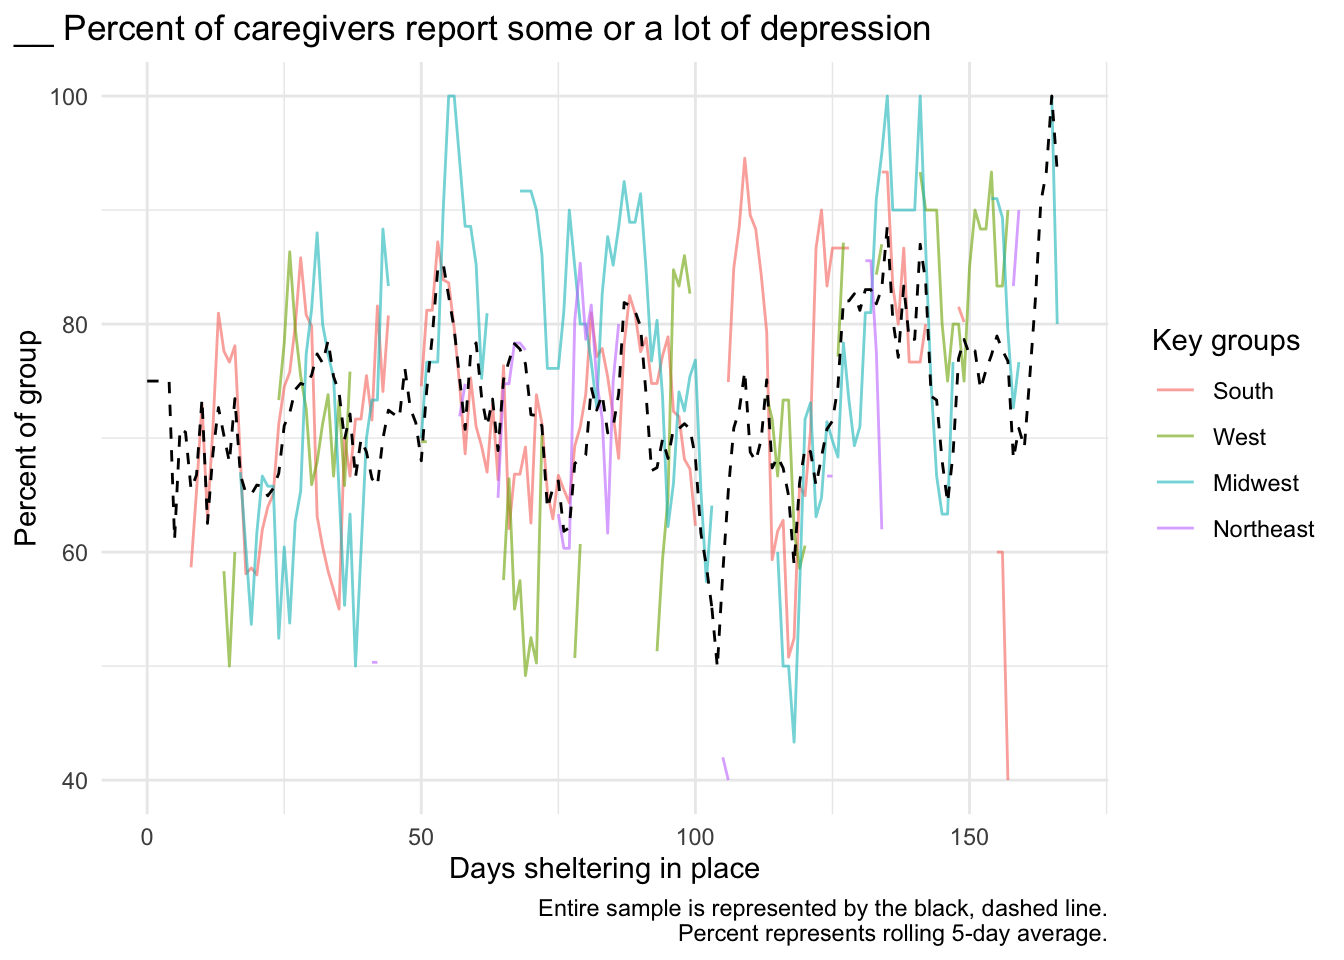 __ Percent of caregivers report some or a lot of depression
100
80
60
40
Percent of group
0
50
100
150
Days sheltering in place
Key groups
South
West
Midwest
Northeast
Entire sample is represented by the black, dashed line.
Percent represents rolling 5-day average.